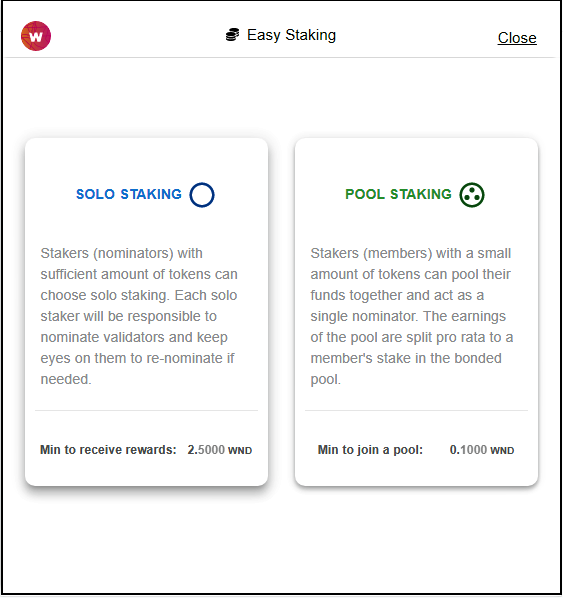 w
Easy Staking
Close
SOLO STAKING
Stakers (nominators) with
sufficient amount of tokens can
choose solo staking. Each solo
staker will be responsible to
nominate validators and keep
eyes on them to re-nominate if
needed.
Min to receive rewards: 2.5000 WND
POOL STAKING
Stakers (members) with a small
amount of tokens can pool their
funds together and act as a
single nominator. The earnings
of the pool are split pro rata to a
member's stake in the bonded
pool.
Min to join a pool: 0.1000 WND